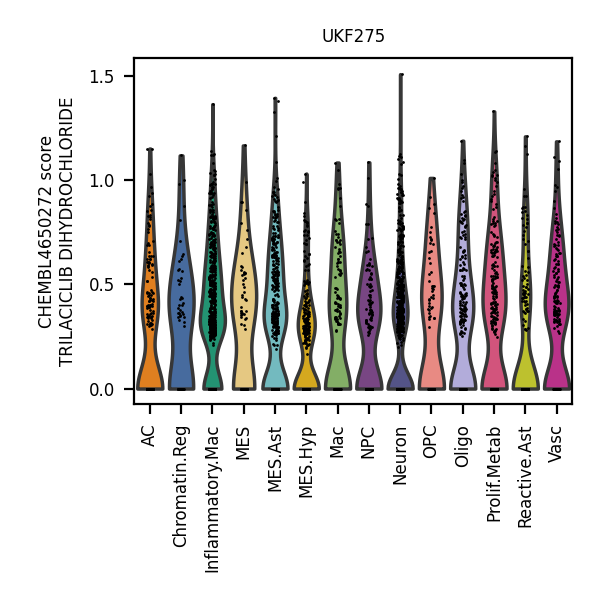 UKF275
CHEMBL4650272 score
TRILACICLIB DIHYDROCHLORIDE
1.5
1.0
0.5
0.0
AC
Chromatin.Reg
Inflammatory.Mac
MES
MES.Ast
MES.Hyp
Mac
NPC
Neuron
OPC
Oligo
Prolif.Metab
Reactive.Ast
Vasc